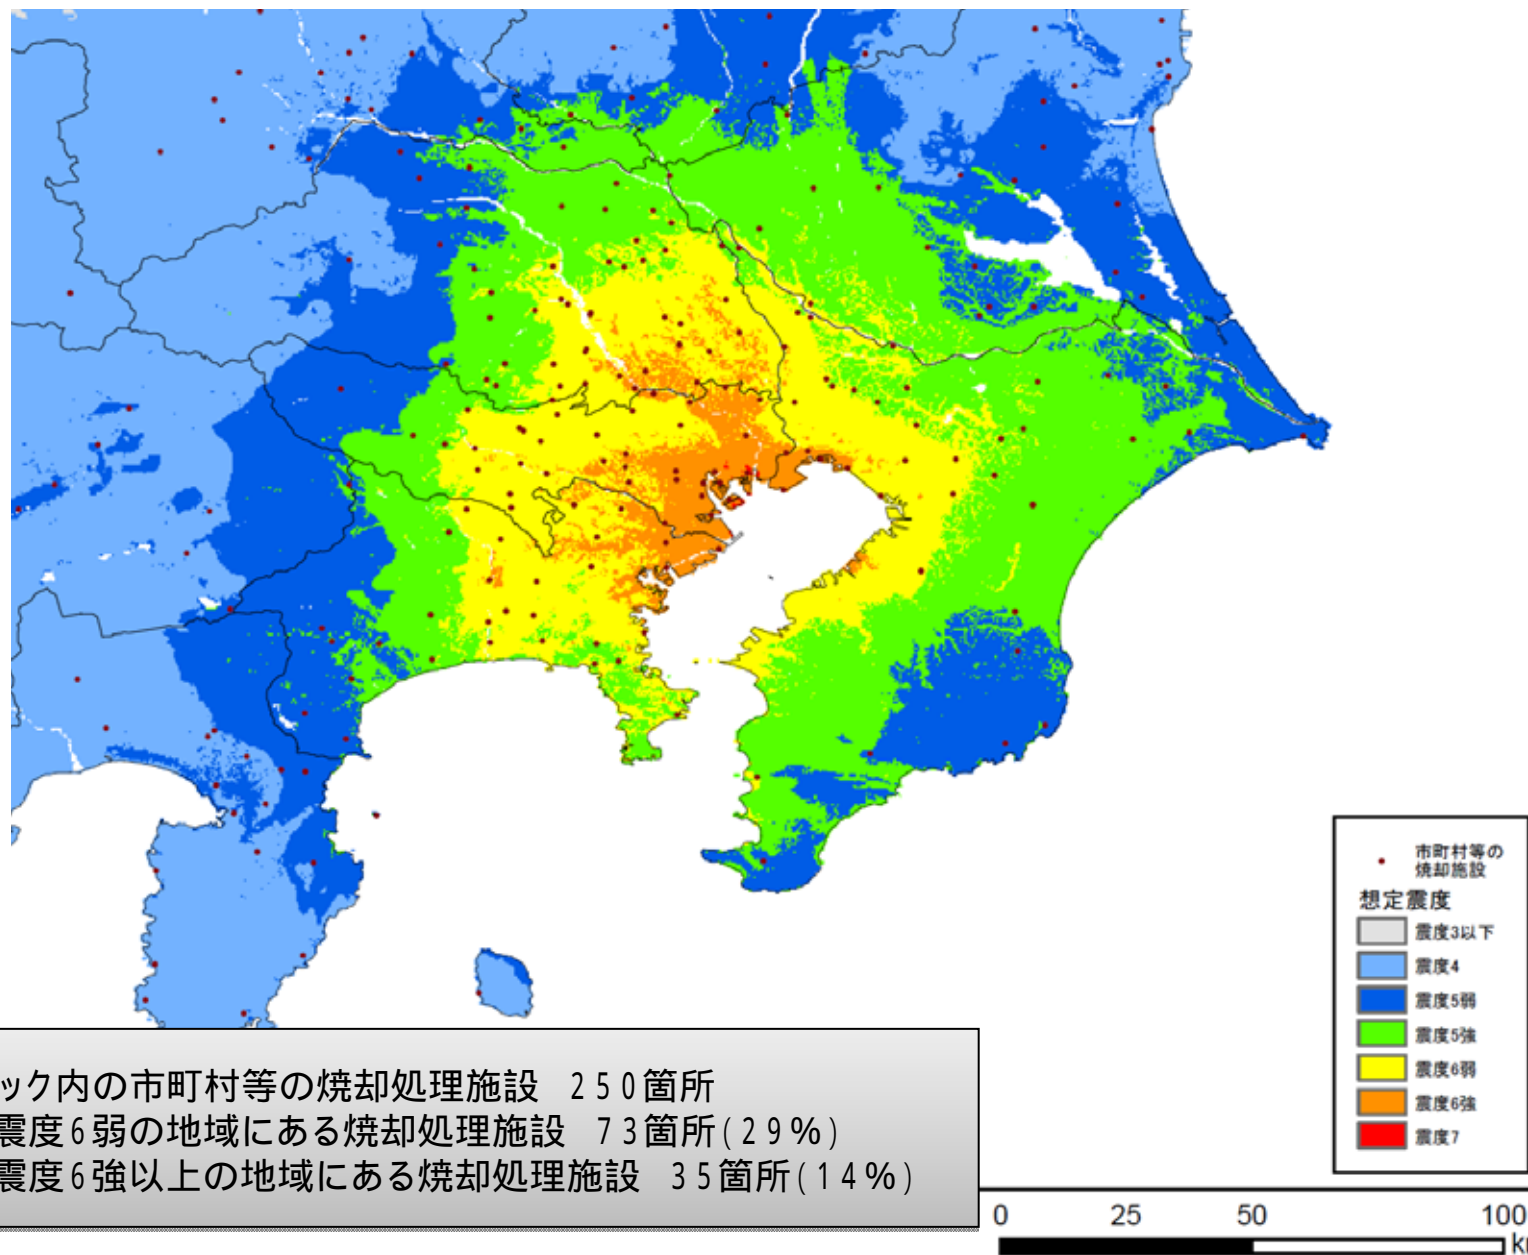 市町村等の
焼却施設
想定震度
震度3以下
震度4
震度5弱
震度5強
震度6弱
震度6強
震度7
ック内の市町村等の焼却処理施設 250箇所
震度6弱の地域にある焼却処理施設 73箇所(29%)
震度6強以上の地域にある焼却処理施設 35箇所(14%)
0 25 50 100